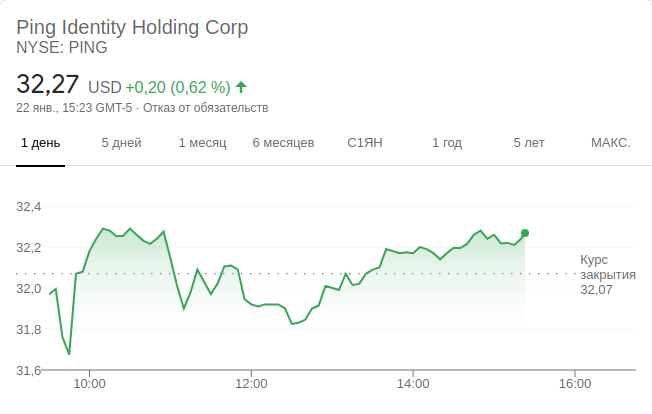 Ping Identity Holding Corp
NYSE: PING
32,27 USD +0,20 (0,62 %)
22 янв., 15:23 GMT-5 · Отказ от обязательств
1 день 5 дней 1 месяц 6 месяцев С1ЯН 1 год 5 лет МАКС.
32,4
32,2
Курс
закрытия
32,07
32,0
31,8
31,6
10:00 12:00 14:00 16:00